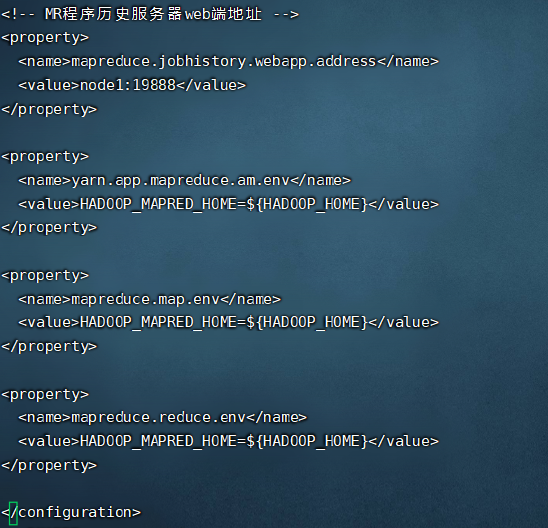 <!-- MR程序历史服务器web端地址 -->
<property>
  <name>mapreduce.jobhistory.webapp.address</name>
  <value>node1:19888</value>
</property>

<property>
  <name>yarn.app.mapreduce.am.env</name>
  <value>HADOOP_MAPRED_HOME=${HADOOP_HOME}</value>
</property>

<property>
  <name>mapreduce.map.env</name>
  <value>HADOOP_MAPRED_HOME=${HADOOP_HOME}</value>
</property>

<property>
  <name>mapreduce.reduce.env</name>
  <value>HADOOP_MAPRED_HOME=${HADOOP_HOME}</value>
</property>

</configuration>